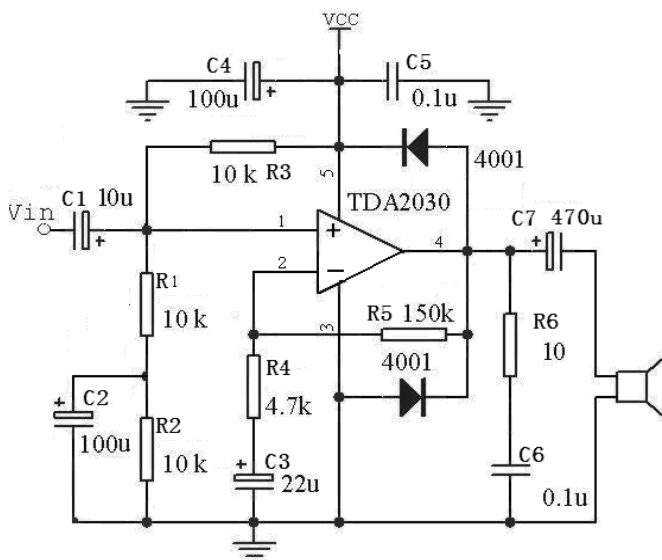 VCC
C4
100u
+
C5
0.1u
10 k
R3
5
4001
TDA2030
Vin
C1 10u
+
1
+
2
−
4
C7 470u
+
R1
10 k
3
R5 150k
4001
R6
10
R4
4.7k
+
C2
100u
R2
10 k
+
C3
22u
C6
0.1u